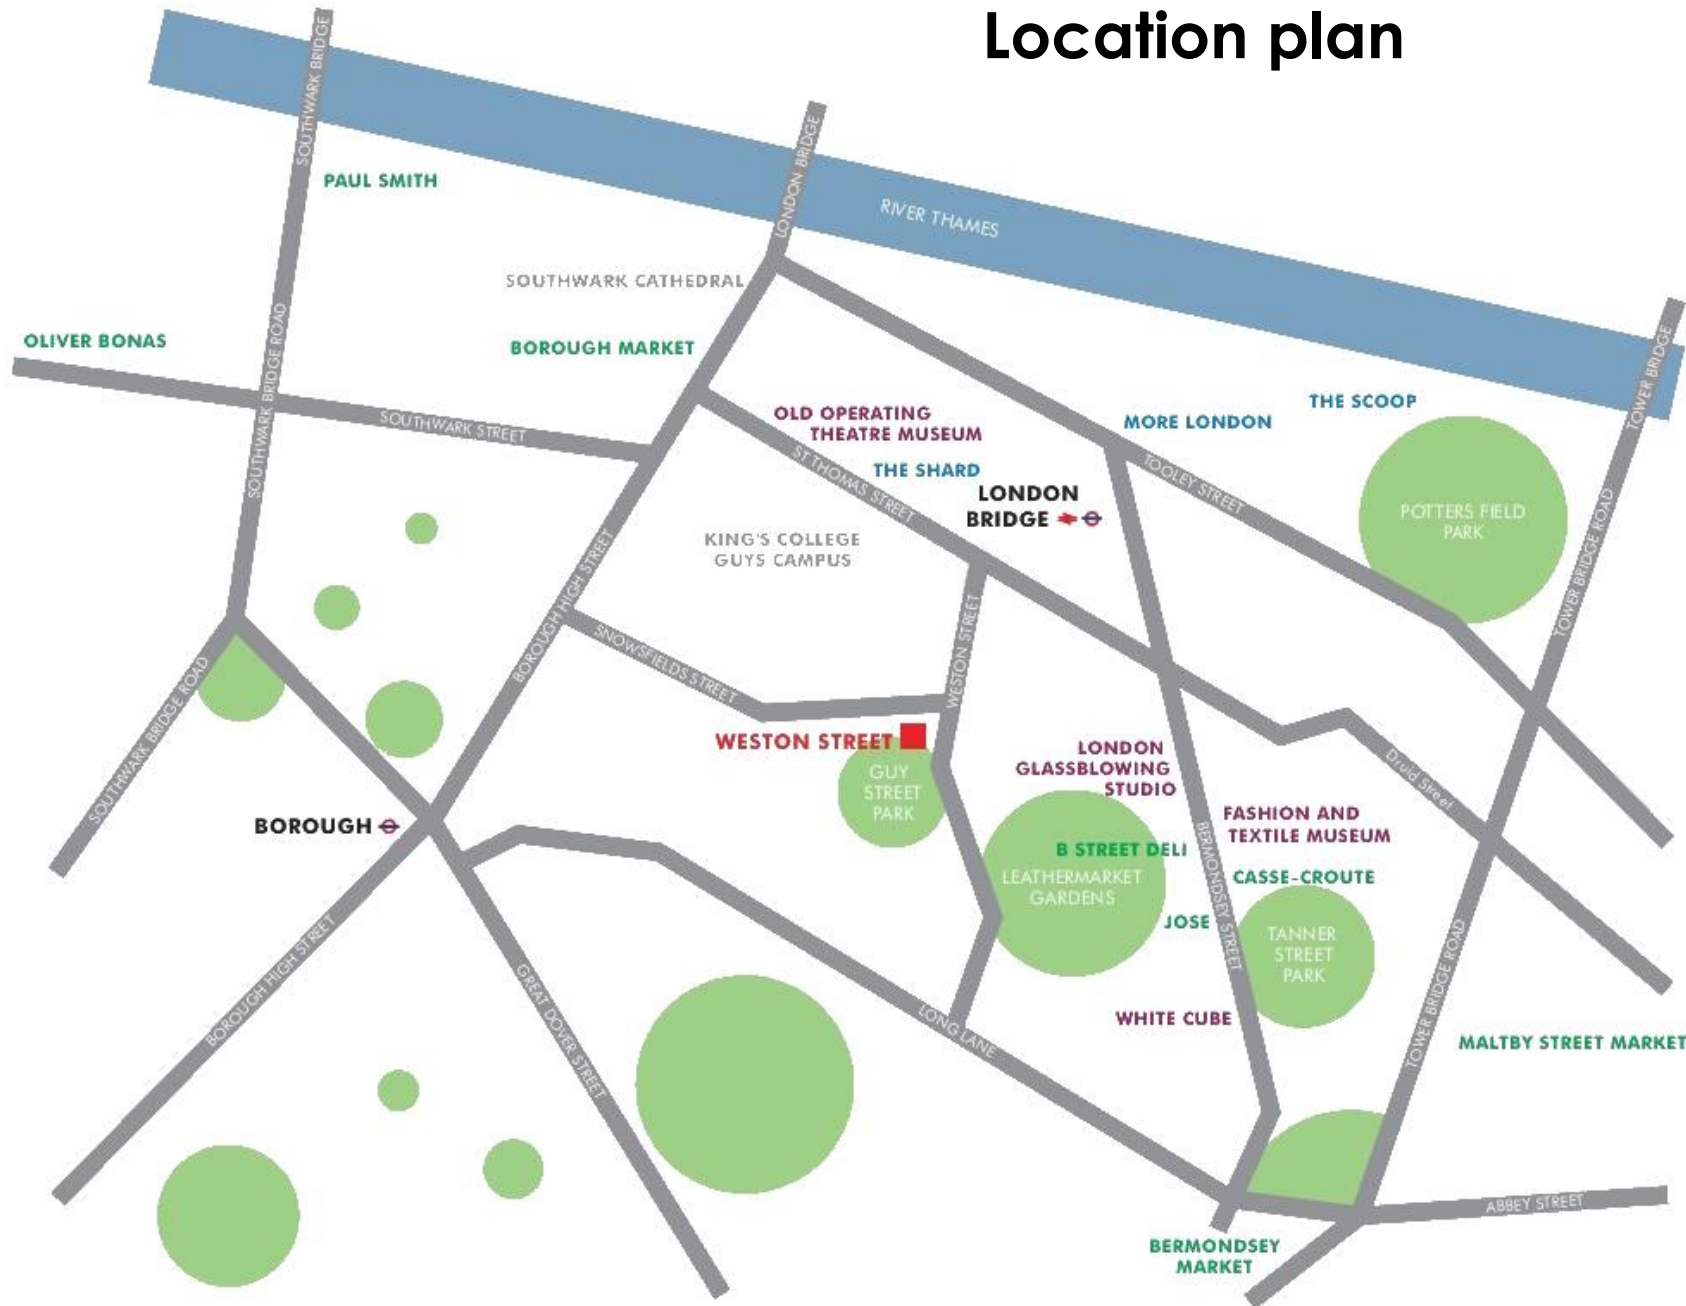 Location plan
SOUTHWARK BRIDGE
LONDON BRIDGE
PAUL SMITH
RIVER THAMES
SOUTHWARK CATHEDRAL
OLIVER BONAS
BOROUGH MARKET
SOUTHWARK BRIDGE ROAD
SOUTHWARK STREET
OLD OPERATING
THEATRE MUSEUM
MORE LONDON
THE SCOOP
TOWER BRIDGE
THE SHARD
ST THOMAS STREET
LONDON
BRIDGE
TOOLEY STREET
POTTERS FIELD
PARK
KING'S COLLEGE
GUYS CAMPUS
TOWER BRIDGE ROAD
BOROUGH HIGH STREET
SNOWSFIELDS STREET
WESTON STREET
SOUTHWARK BRIDGE ROAD
WESTON STREET
GUY
STREET
PARK
LONDON
GLASSBLOWING
STUDIO
Druid Street
BOROUGH
FASHION AND
TEXTILE MUSEUM
B STREET DELI
LEATHERMARKET
GARDENS
BERMONDSEY STREET
CASSE-CROUTE
JOSE
TANNER
STREET
PARK
BOROUGH HIGH STREET
GREAT DOVER STREET
LONG LANE
WHITE CUBE
TOWER BRIDGE ROAD
MALTBY STREET MARKET
ABBEY STREET
BERMONDSEY
MARKET